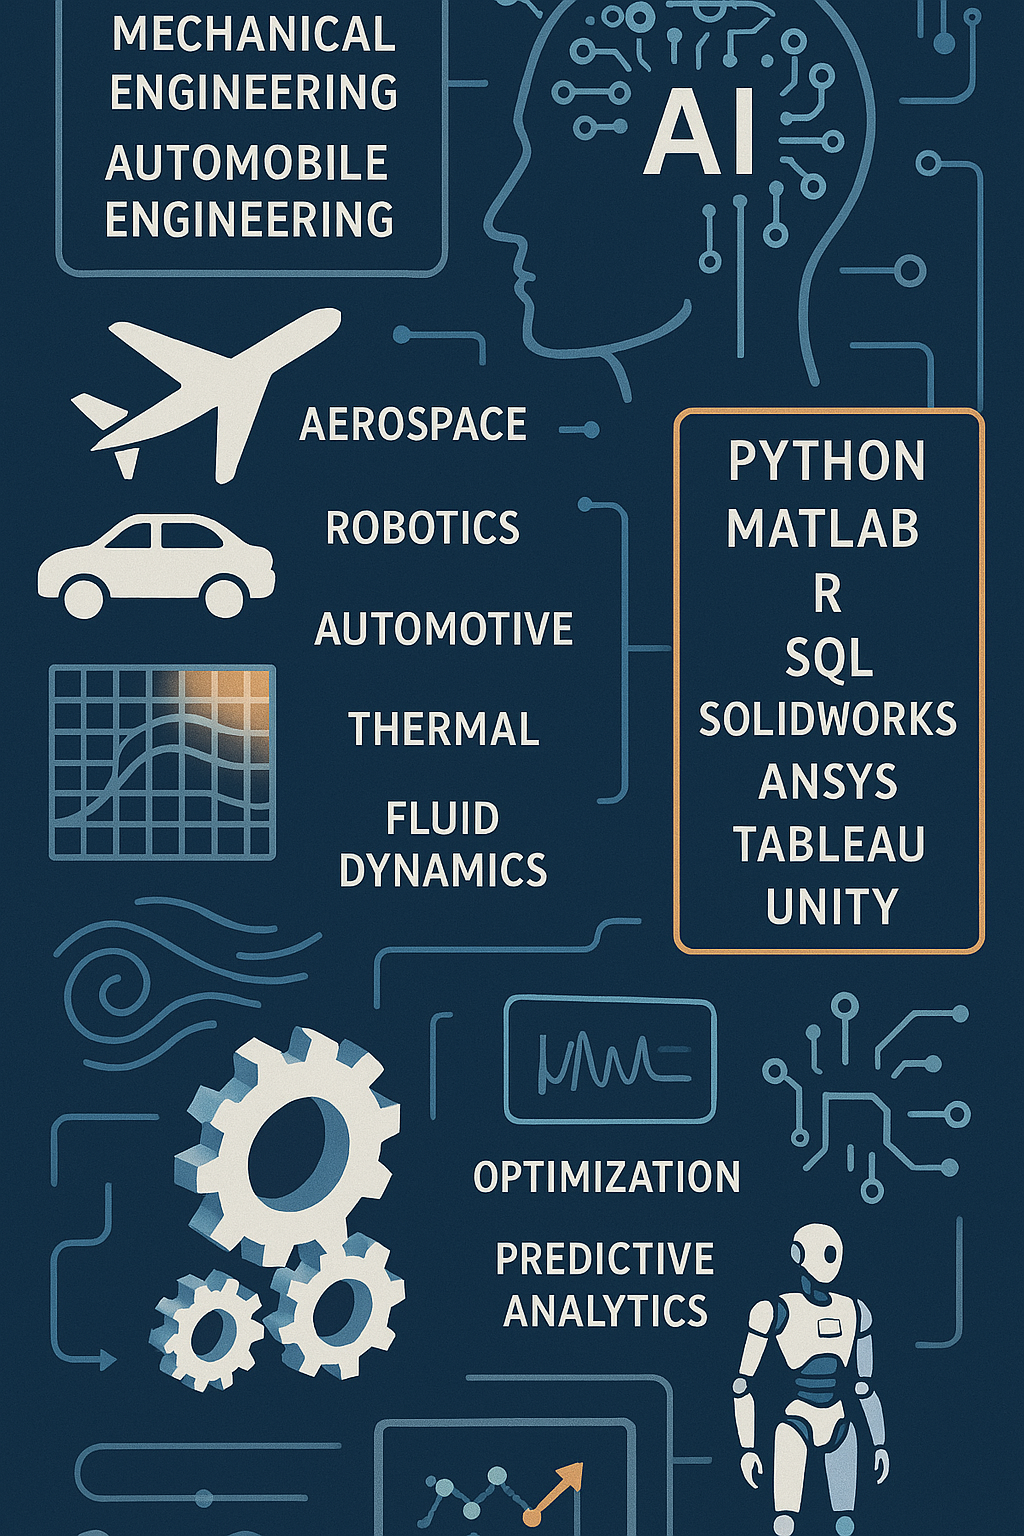 MECHANICAL
ENGINEERING
AUTOMOBILE
ENGINEERING
AI
AEROSPACE
ROBOTICS
AUTOMOTIVE
THERMAL
FLUID
DYNAMICS
PYTHON
MATLAB
R
SQL
SOLIDWORKS
ANSYS
TABLEAU
UNITY
OPTIMIZATION
PREDICTIVE
ANALYTICS